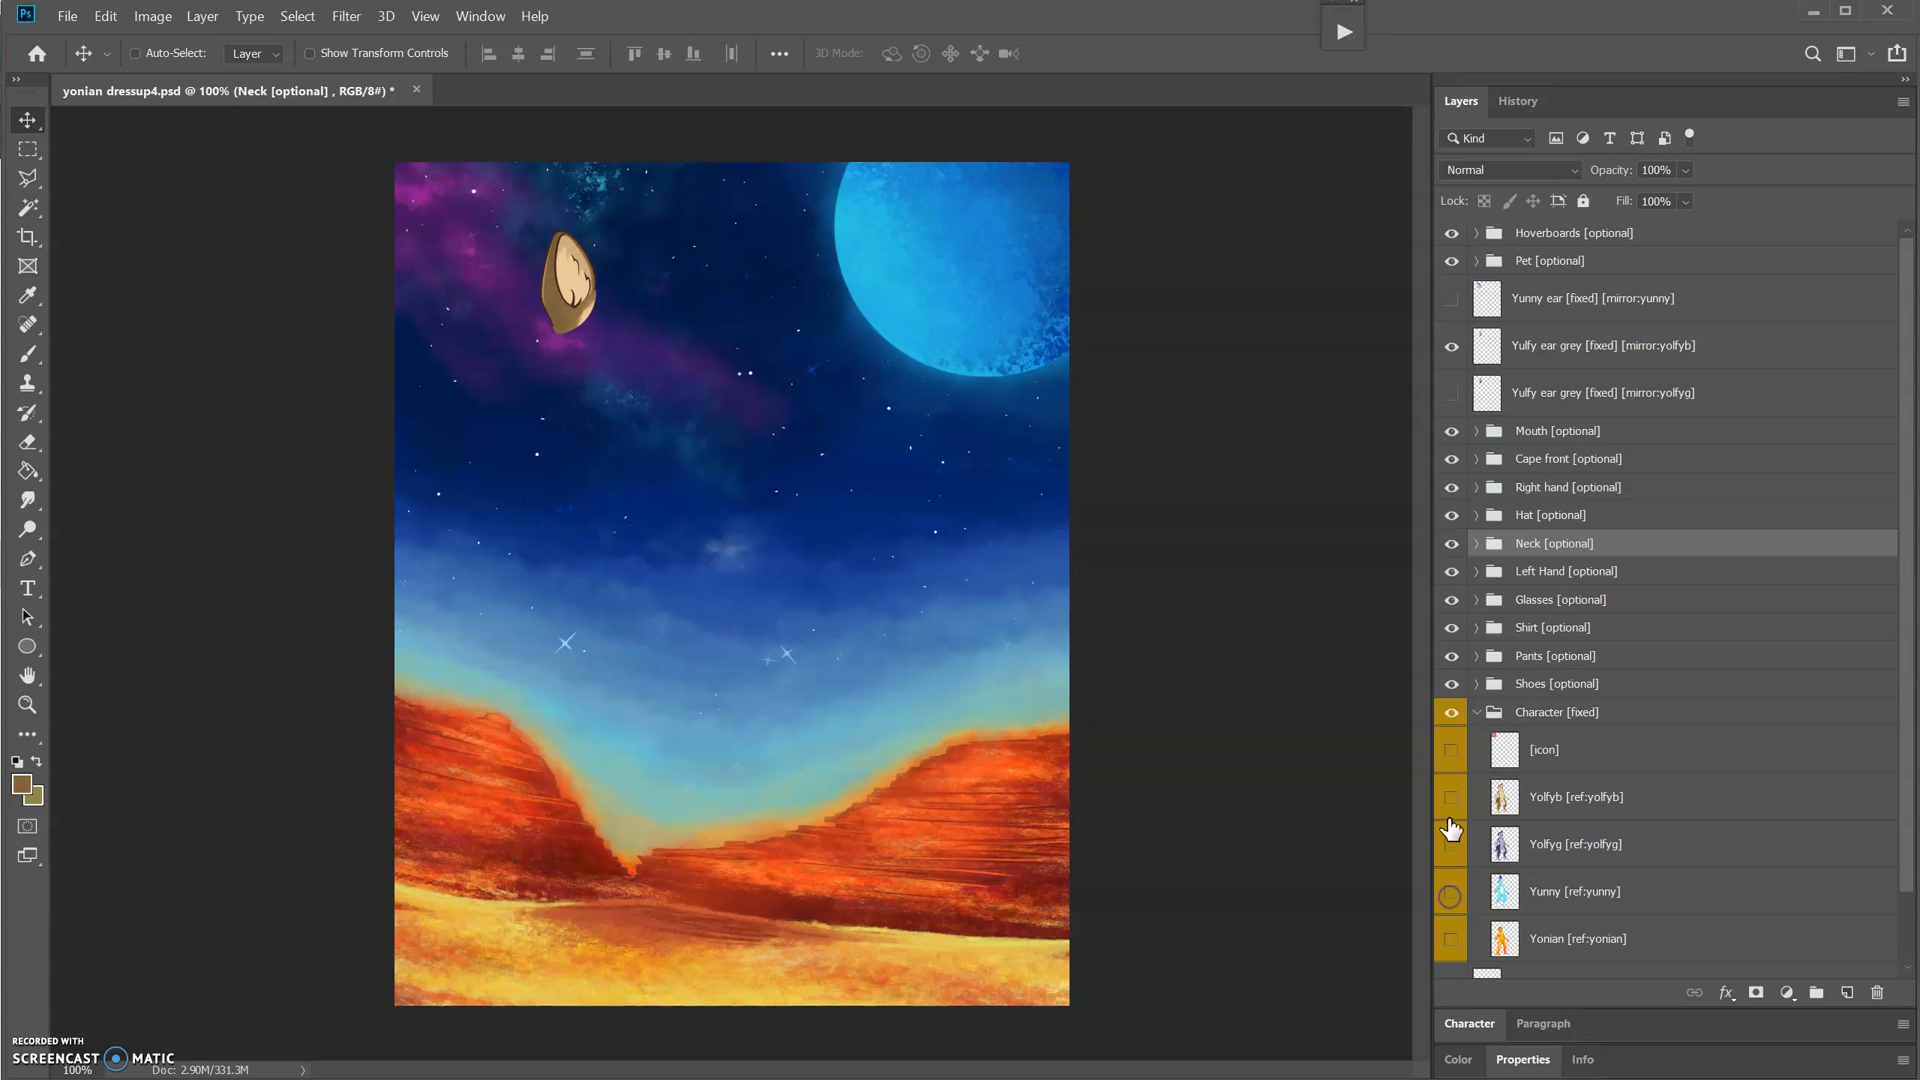 Ps File Edit Image Layer Type Select Filter 3D View Window Help
Auto-Select: Layer Show Transform Controls 3D Mode:
yonian dressup4.psd @ 100% (Neck [optional] , RGB/8#) *
Layers History
Kind
Normal Opacity: 100%
Lock: Fill: 100%
Hoverboards [optional]
Pet [optional]
Yunny ear [fixed] [mirror:yunny]
Yulfy ear grey [fixed] [mirror:yolfyb]
Yulfy ear grey [fixed] [mirror:yolfyg]
Mouth [optional]
Cape front [optional]
Right hand [optional]
Hat [optional]
Neck [optional]
Left Hand [optional]
Glasses [optional]
Shirt [optional]
Pants [optional]
Shoes [optional]
Character [fixed]
[icon]
Yolfyb [ref:yolfyb]
Yolfyg [ref:yolfyg]
Yunny [ref:yunny]
Yonian [ref:yonian]
fx
Character Paragraph
Color Properties Info
RECORDED WITH
SCREENCAST MATIC
100% Doc: 2.90M/331.3M